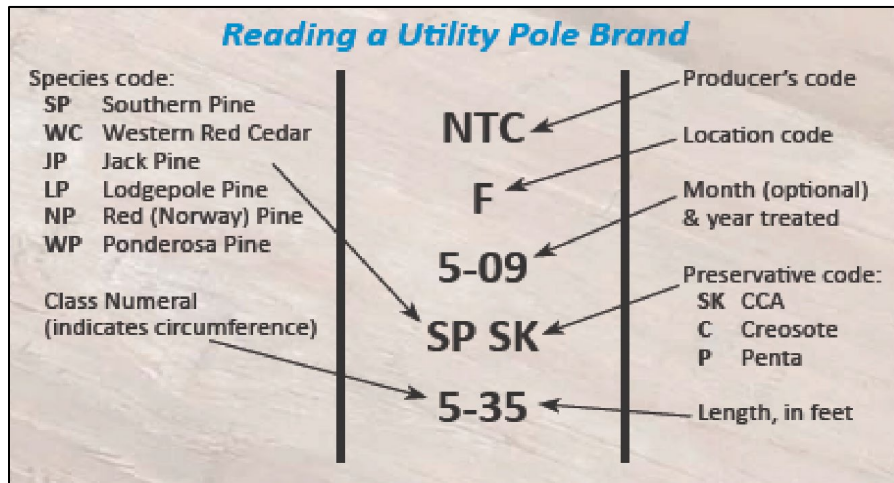 Reading a Utility Pole Brand
Species code:
SP Southern Pine
WC Western Red Cedar
JP Jack Pine
LP Lodgepole Pine
NP Red (Norway) Pine
WP Ponderosa Pine
Class Numeral
(indicates circumference)
NTC
F
5-09
SP SK
5-35
Producer's code
Location code
Month (optional)
& year treated
Preservative code:
SK CCA
C Creosote
P Penta
Length, in feet